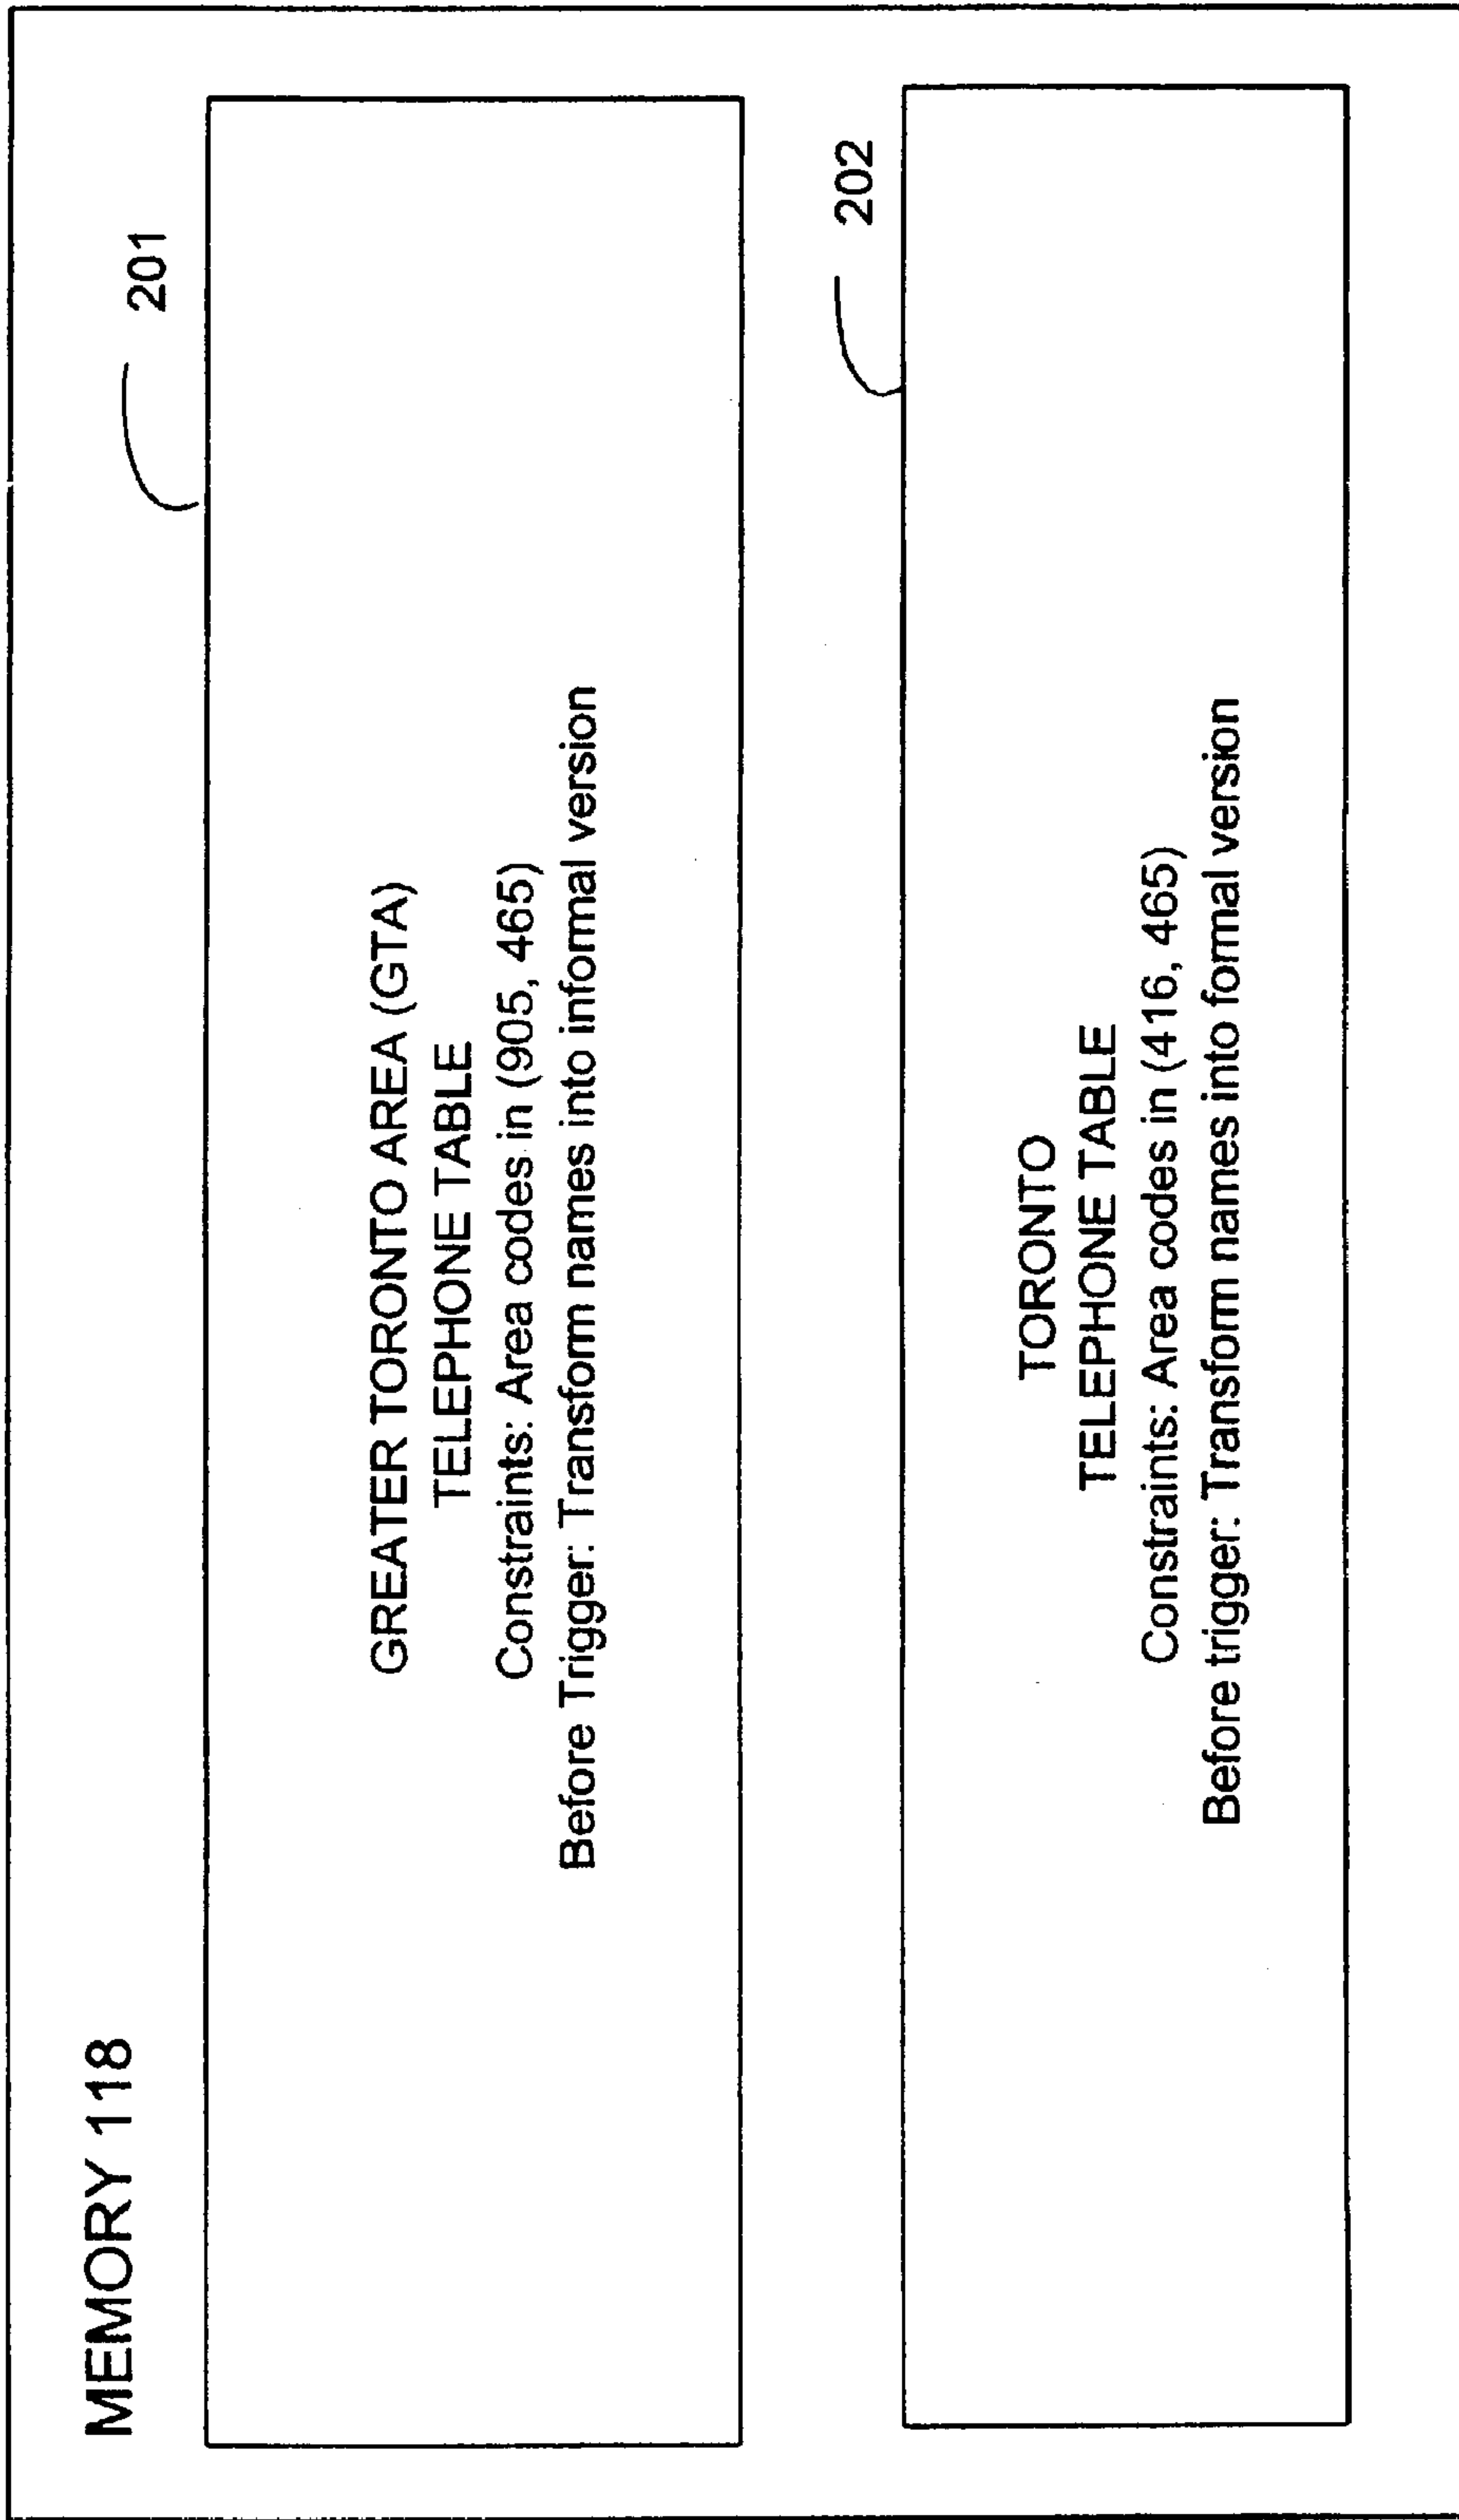 MEMORY 118
201
GREATER TORONTO AREA (GTA)
TELEPHONE TABLE
Constraints: Area codes in (905, 465)
Before Trigger: Transform names into informal version
202
TORONTO
TELEPHONE TABLE
Constraints: Area codes in (416, 465)
Before trigger: Transform names into formal version